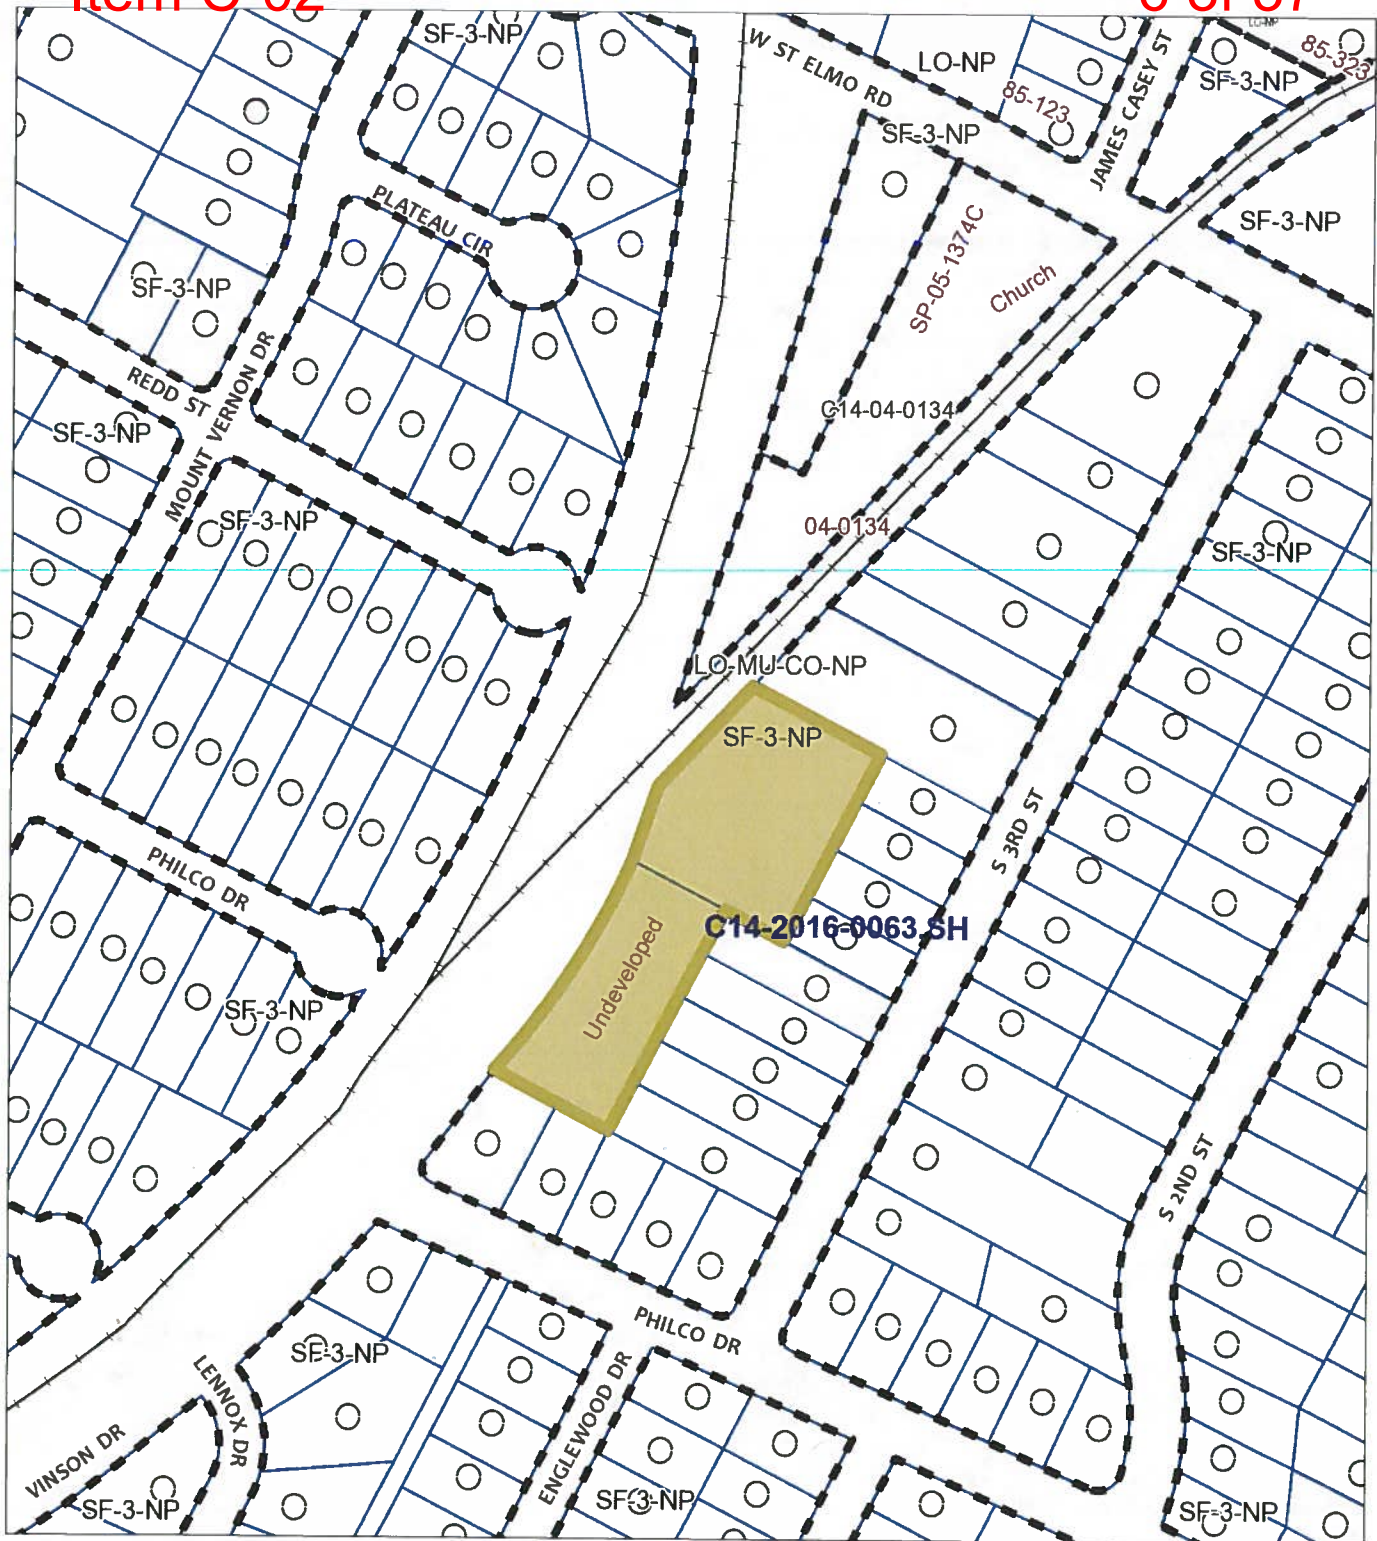 Item C-02
SF-3-NP
W ST ELMO RD
LO-NP
85-123
JAMES CASEY ST
LO-NP
85-323
SF-3-NP
SF-3-NP
PLATEAU CIR
SP-05-1374C
Church
SF-3-NP
SF-3-NP
REDD ST
MOUNT VERNON DR
SF-3-NP
C14-04-0134
SF-3-NP
04-0134
SF-3-NP
LO-MU-CO-NP
SF-3-NP
S 3RD ST
PHILCO DR
C14-2016-0063.SH
Undeveloped
SF-3-NP
S 2ND ST
PHILCO DR
SF-3-NP
LENNOX DR
ENGLEWOOD DR
VINSON DR
SF-3-NP
SF-3-NP
SF-3-NP